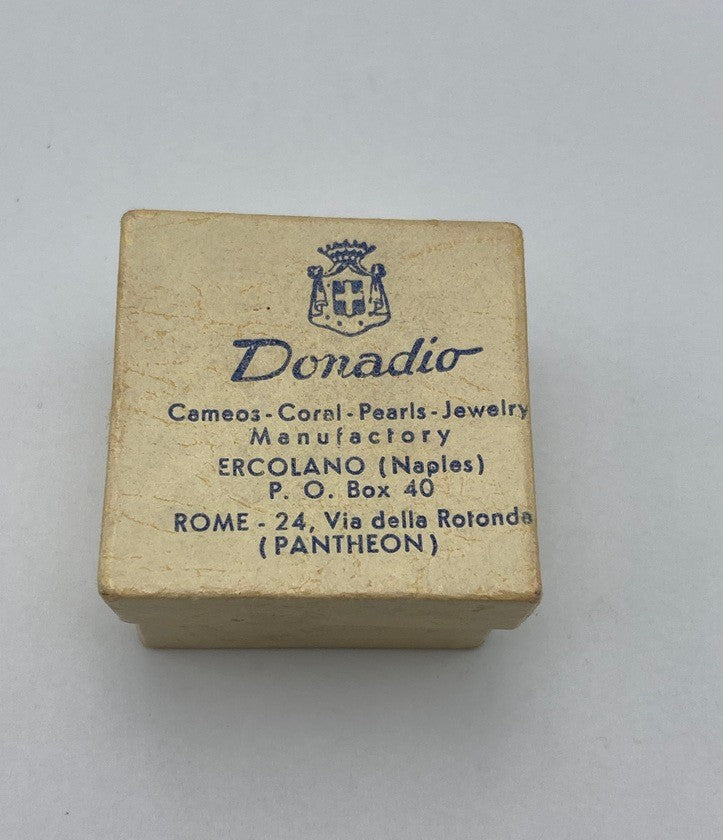 Donadio
Cameos - Coral - Pearls - Jewelry
Manufactory
ERCOLANO (Naples)
P. O. Box 40
ROME - 24, Via della Rotonda
(PANTHEON)